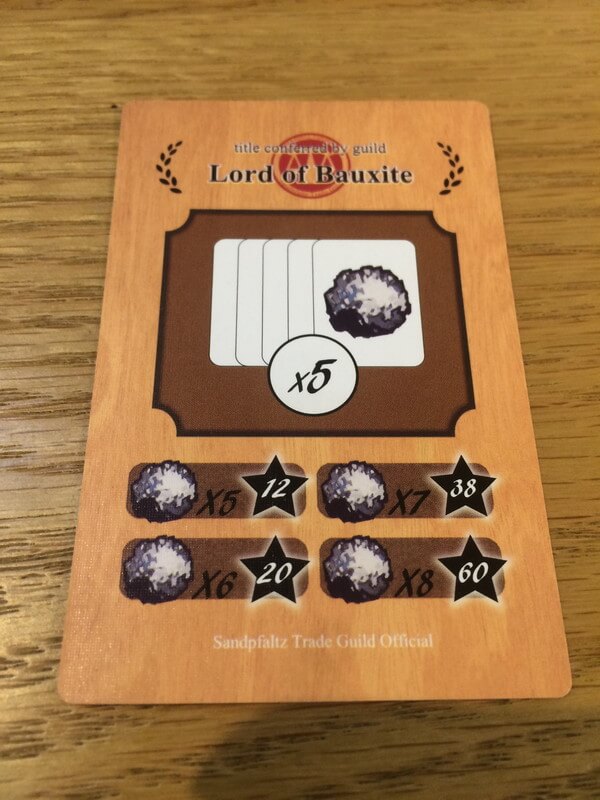 title conferred by guild
Lord of Bauxite
x5
X5 12 X7 38
X6 20 X8 60
Sandpfaltz Trade Guild Official